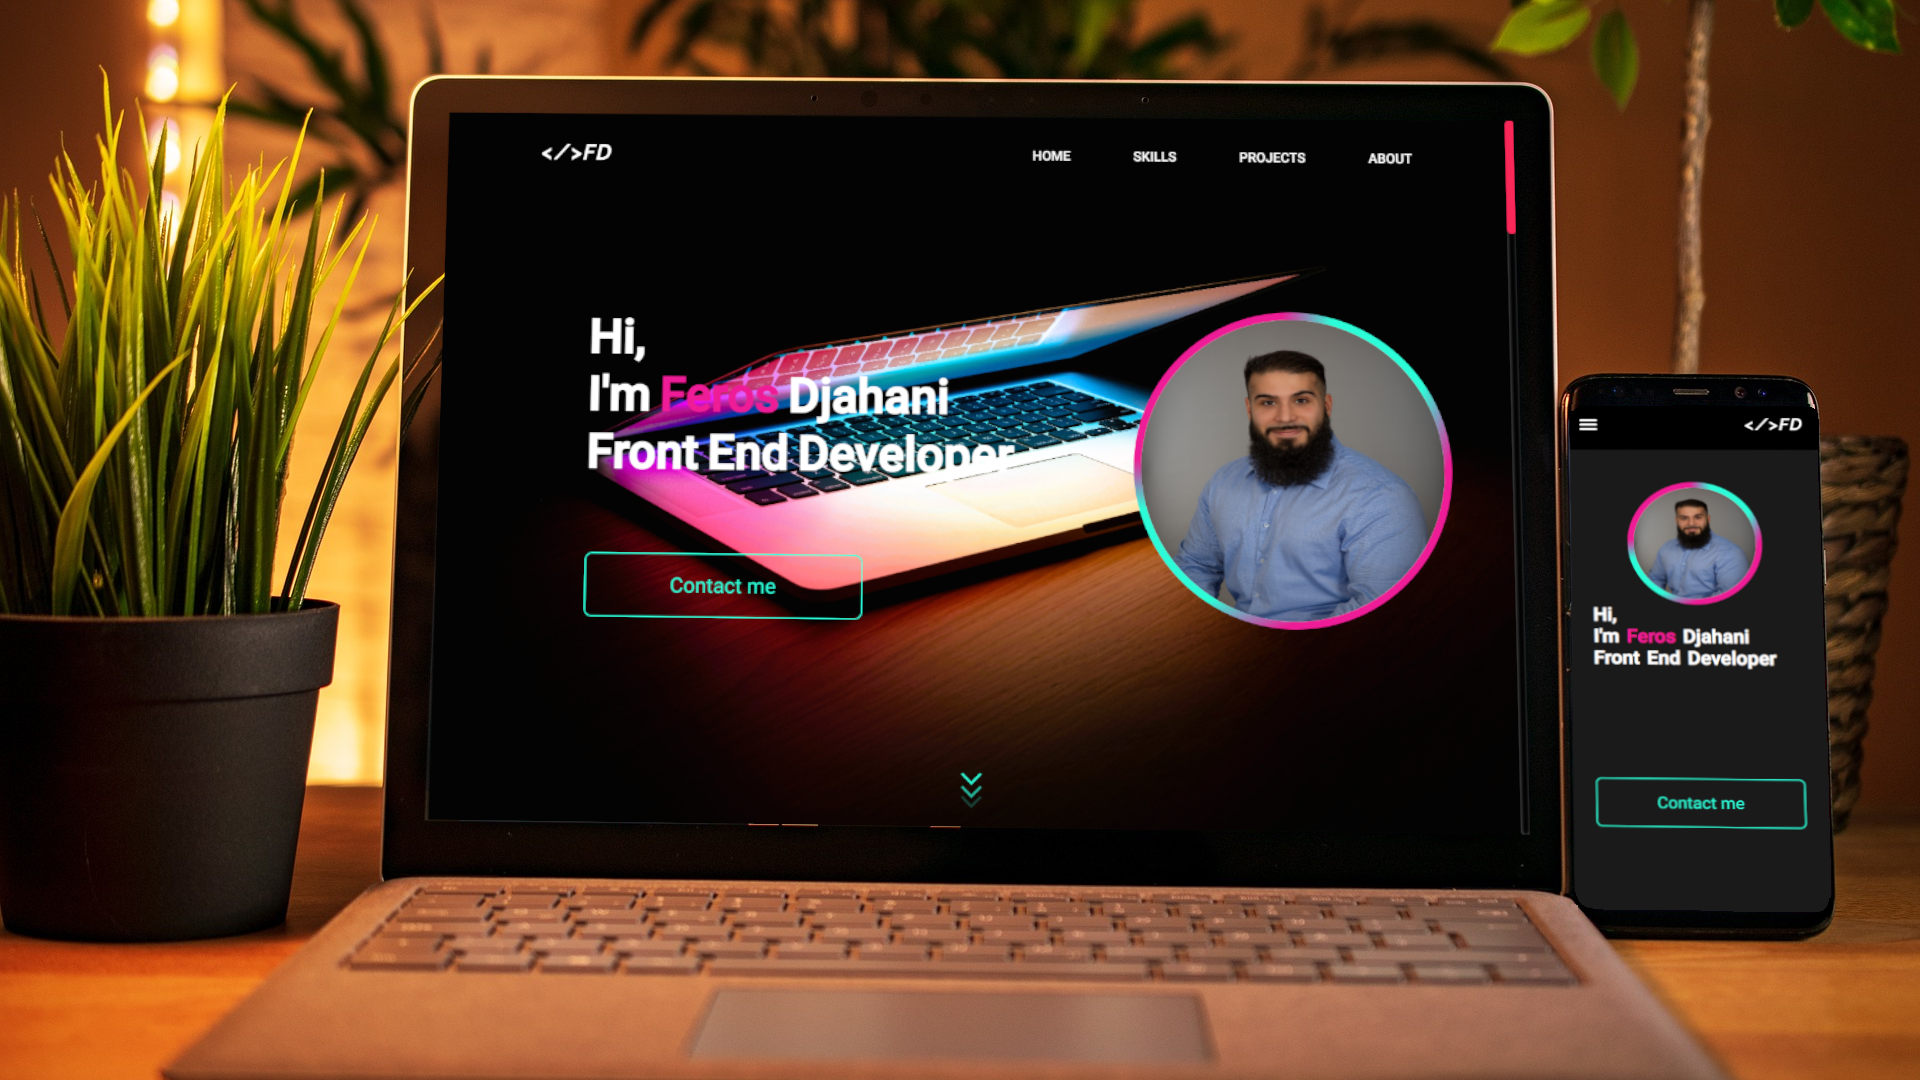 </>FD
HOME SKILLS PROJECTS ABOUT
Hi,
I'm Feros Djahani
Front End Developer
Contact me
</>FD
Hi,
I'm Feros Djahani
Front End Developer
Contact me